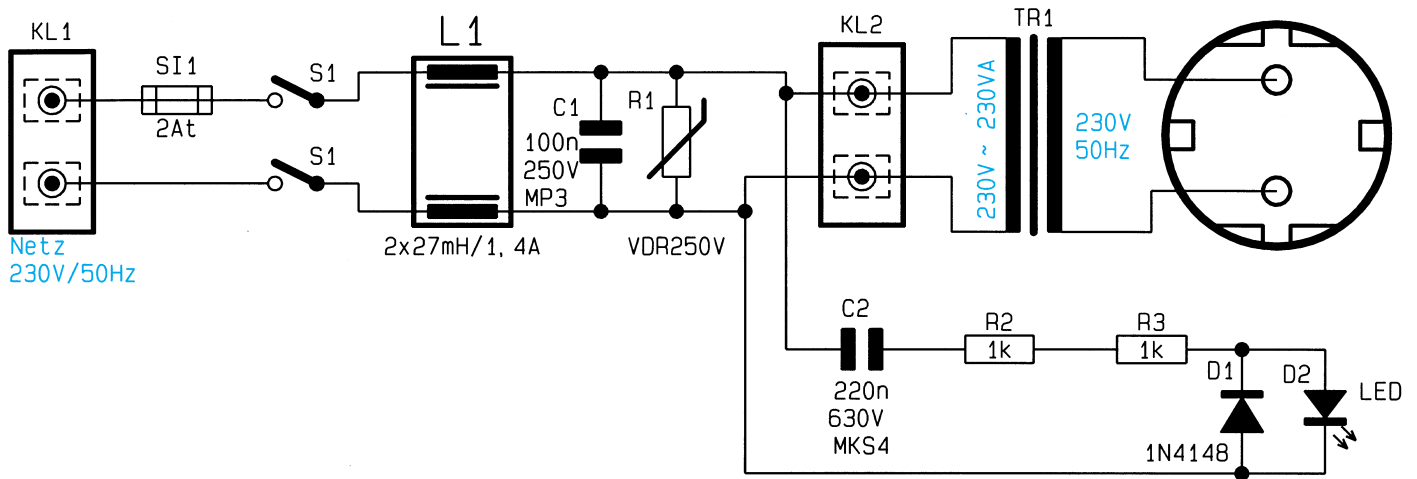 KL1
SI1
2At
S1
S1
Netz
230V/50Hz
L1
2x27mH/1,4A
C1
100n
250V
MP3
R1
VDR250V
KL2
230V ~ 230VA
TR1
230V
50Hz
C2
220n
630V
MKS4
R2
1k
R3
1k
D1
1N4148
D2
LED